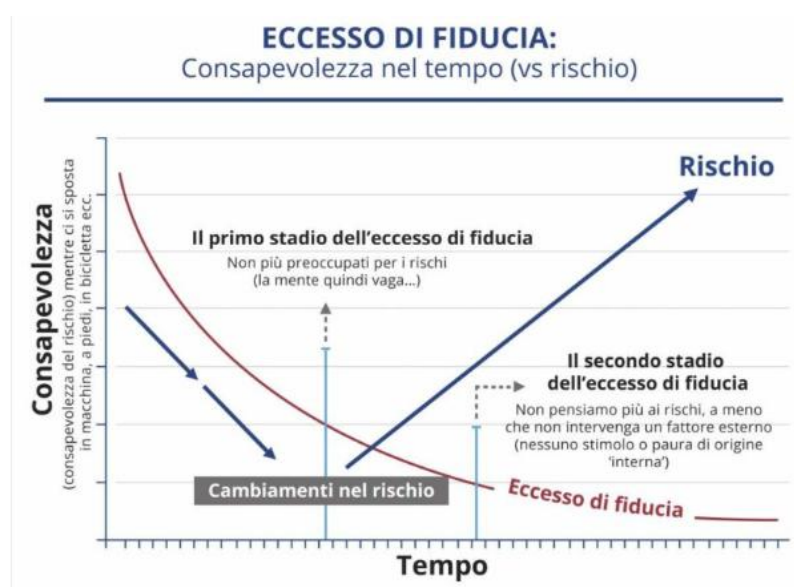 ECCESSO DI FIDUCIA:
Consapevolezza nel tempo (vs rischio)
Rischio
Consapevolezza
(consapevolezza del rischio) mentre ci si sposta
in macchina, a piedi, in bicicletta ecc.
Il primo stadio dell'eccesso di fiducia
Non più preoccupati per i rischi
(la mente quindi vaga...)
Il secondo stadio
dell'eccesso di fiducia
Non pensiamo più ai rischi, a meno
che non intervenga un fattore esterno
(nessuno stimolo o paura di origine
'interna')
Cambiamenti nel rischio
Eccesso di fiducia
Tempo